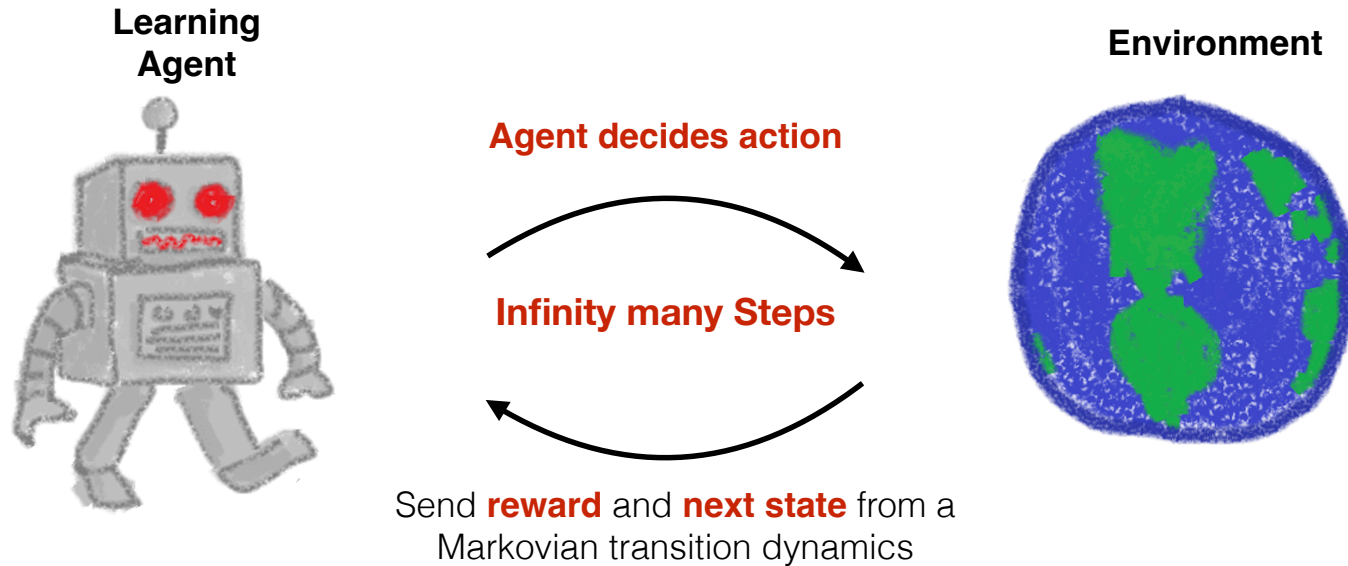 Learning
Agent
Environment
Agent decides action
Infinity many Steps
Send reward and next state from a
Markovian transition dynamics